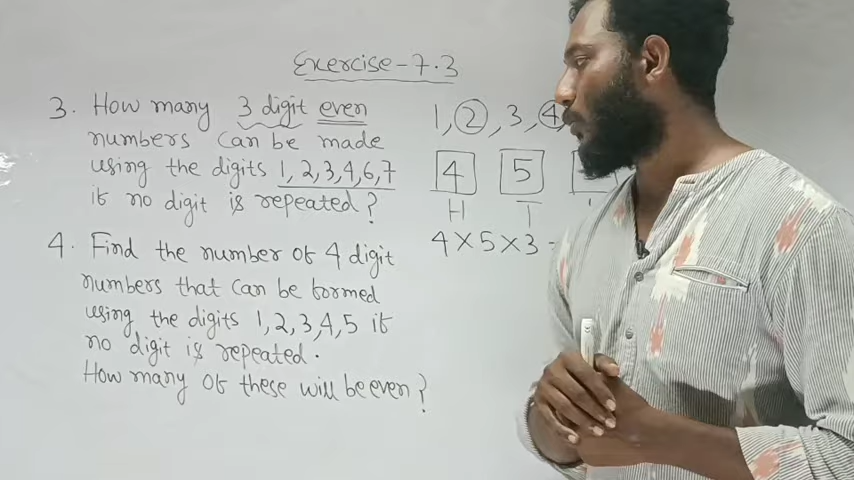 Exercise-7.3
3. How many 3 digit even
numbers can be made
using the digits 1,2,3,4,6,7
if no digit is repeated?
4. Find the number of 4 digit
numbers that can be formed
using the digits 1,2,3,4,5 if
no digit is repeated.
How many of these will be even?
1, 2, 3, 4,
4 5
H T
4×5×3